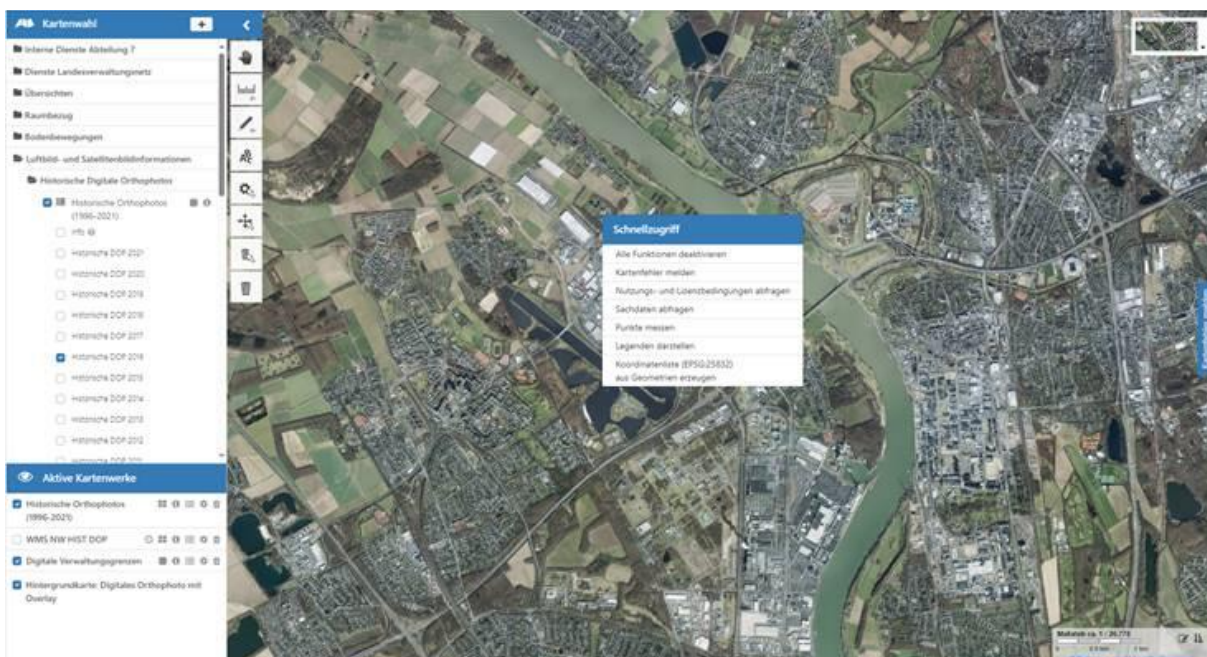 Kartenwahl
Interne Dienste Abteilung 7
Dienste Landesverwaltungsnetz
Übersichten
Raumbezug
Bodenbewegungen
Luftbild- und Satellitenbildinformationen
Historische Digitale Orthophotos
Historische Orthophotos
(1996-2021)
Info
Historische DOP 2021
Historische DOP 2020
Historische DOP 2019
Historische DOP 2018
Historische DOP 2017
Historische DOP 2016
Historische DOP 2015
Historische DOP 2014
Historische DOP 2013
Historische DOP 2012
Aktive Kartenwerke
Historische Orthophotos
(1996-2021)
WMS NW HIST DOP
Digitale Verwaltungsgrenzen
Hintergrundkarte: Digitales Orthophoto mit
Overlay
Schnellzugriff
Alle Funktionen deaktivieren
Kartenfehler melden
Nutzungs- und Lizenzbedingungen abfragen
Sachdaten abfragen
Punkte messen
Legenden darstellen
Koordinatenliste (EPSG:25832)
aus Geometrien erzeugen